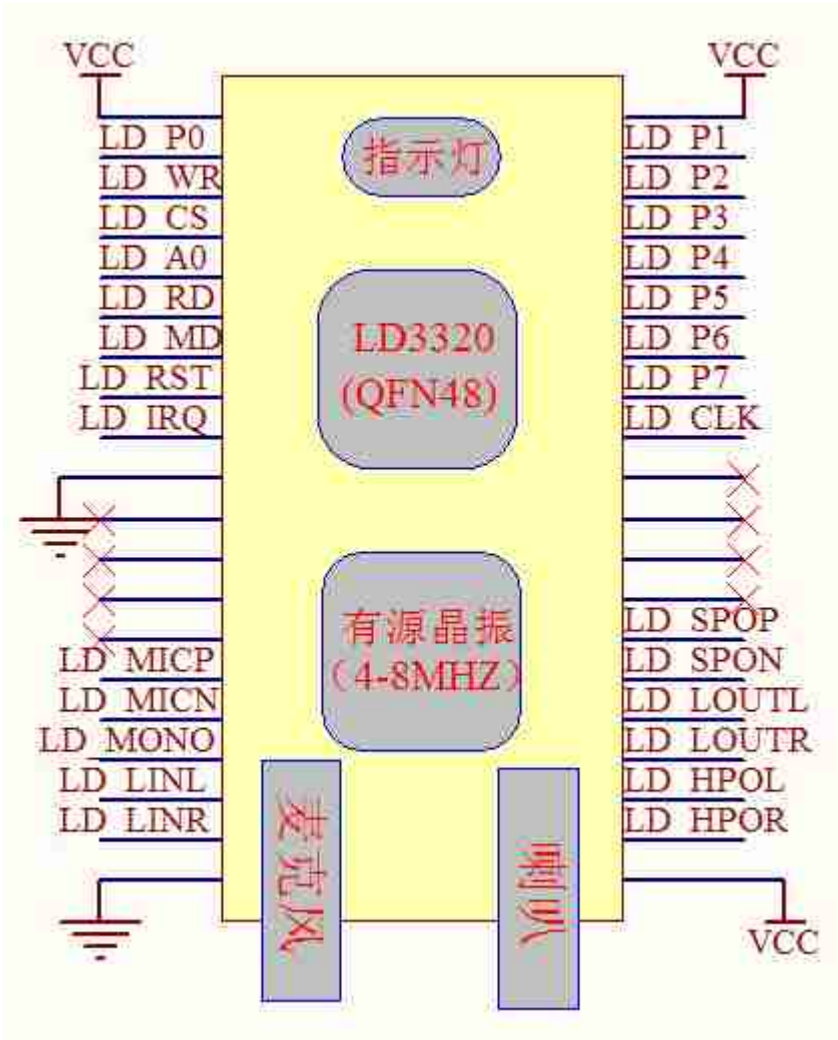 VCC
VCC
LD P0
LD WR
LD CS
LD A0
LD RD
LD MD
LD RST
LD IRQ
LD MICP
LD MICN
LD MONO
LD LINL
LD LINR
指示灯
LD3320
(QFN48)
有源晶振
（4-8MHZ）
麦克风
喇叭
LD P1
LD P2
LD P3
LD P4
LD P5
LD P6
LD P7
LD CLK
LD SPOP
LD SPON
LD LOUTL
LD LOUTR
LD HPOL
LD HPOR
VCC